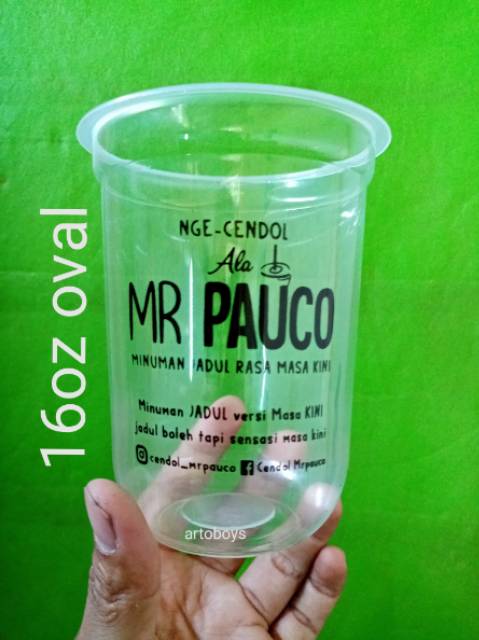 16oz oval
NGE-CENDOL
Ala
MR PAUCO
MINUMAN JADUL RASA MASA KINI
Minuman JADUL versi Masa KINI
jadul boleh tapi sensasi masa kini
cendol_mrpauco Cendol Mrpauco
artoboys